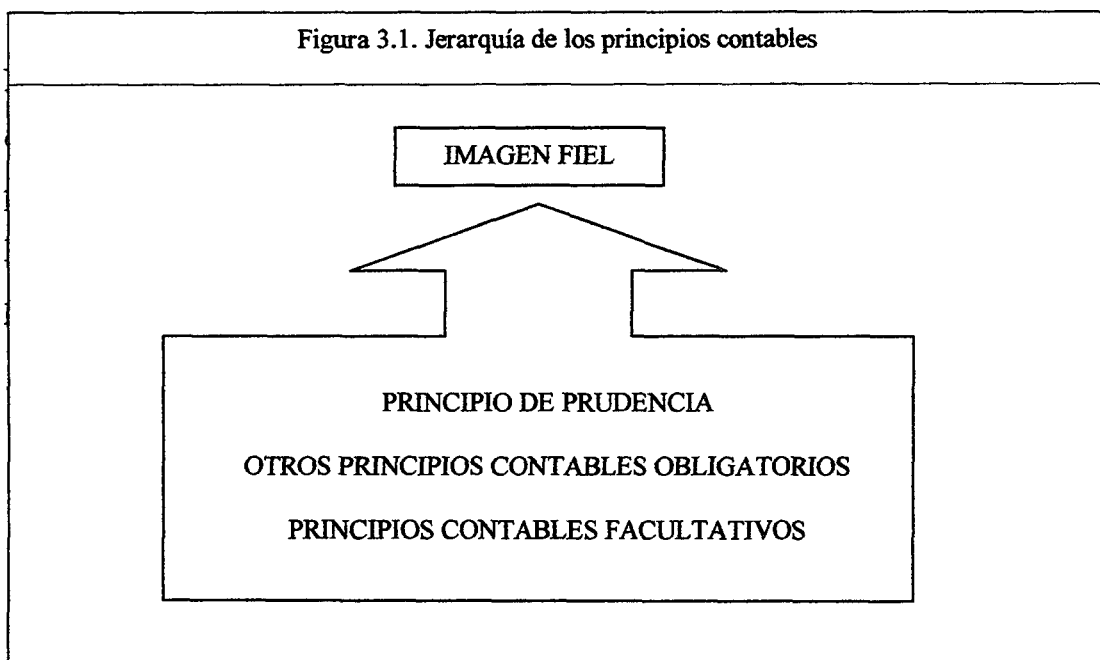 Figura 3.1. Jerarquía de los principios contables
IMAGEN FIEL
PRINCIPIO DE PRUDENCIA
OTROS PRINCIPIOS CONTABLES OBLIGATORIOS
PRINCIPIOS CONTABLES FACULTATIVOS